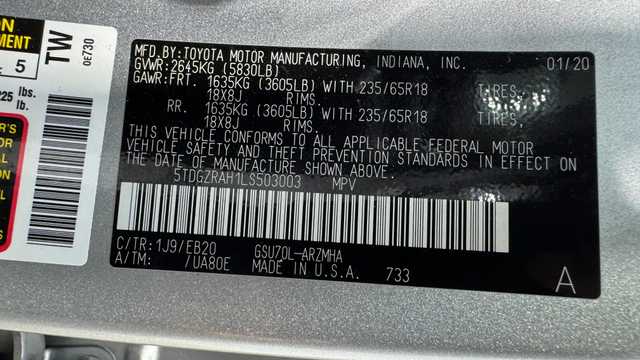 MFD.BY:TOYOTA MOTOR MANUFACTURING, INDIANA, INC. 01/20
GVWR:2645KG (5830LB)
GAWR:FRT. 1635KG (3605LB) WITH 235/65R18 TIRES,
18X8J RIMS.
RR. 1635KG (3605LB) WITH 235/65R18 TIRES,
18X8J RIMS.
THIS VEHICLE CONFORMS TO ALL APPLICABLE FEDERAL MOTOR
VEHICLE SAFETY AND THEFT PREVENTION STANDARDS IN EFFECT ON
THE DATE OF MANUFACTURE SHOWN ABOVE.
5TDGZRAH1LS503003 MPV
C/TR:1J9/EB20 GSU70L-ARZMHA
A/TM: /UA80E MADE IN U.S.A. 733
A
TW
0E730
5
lbs.
lb.